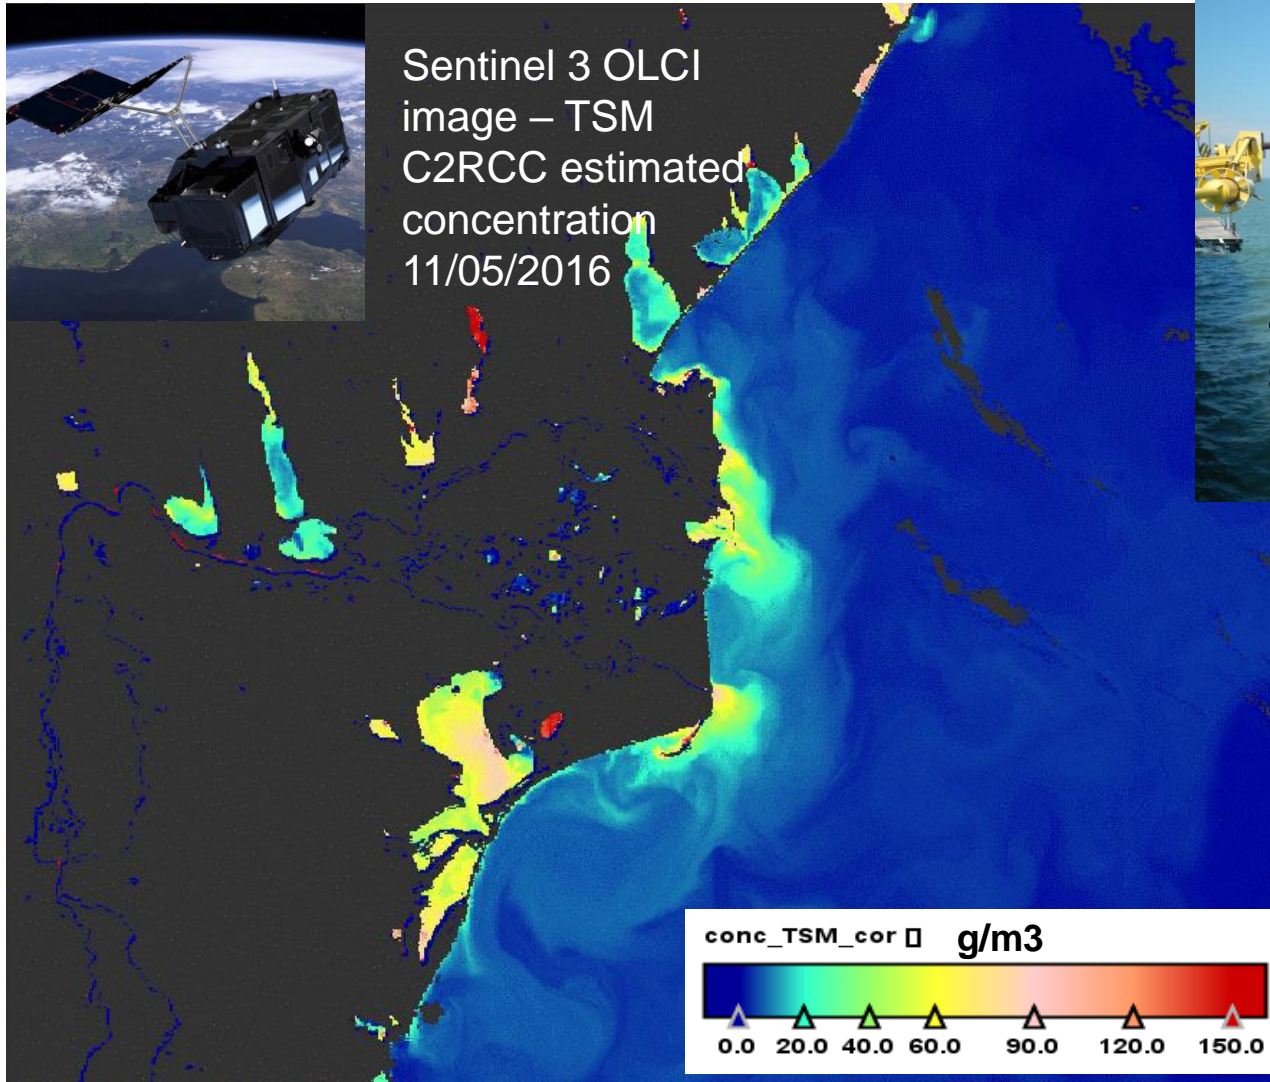 Sentinel 3 OLCI
image – TSM
C2RCC estimated
concentration
11/05/2016
conc_TSM_cor [] g/m3
0.0 20.0 40.0 60.0 90.0 120.0 150.0